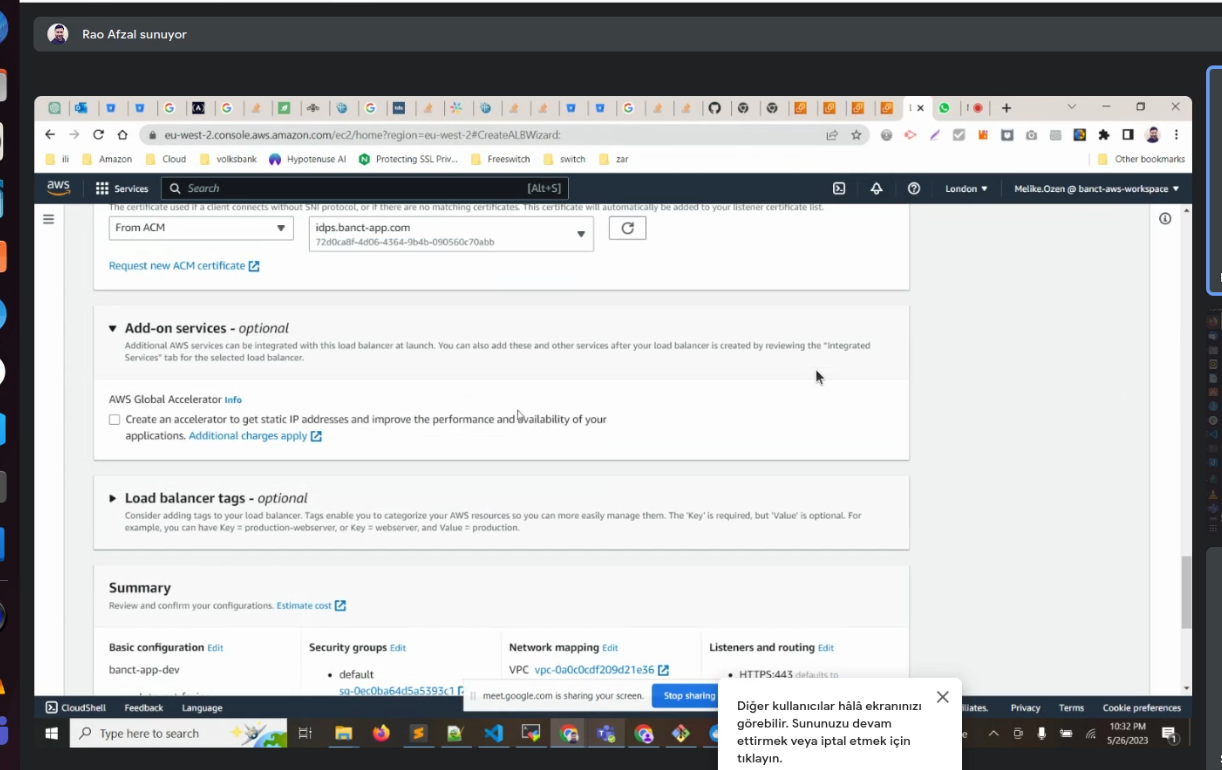 Rao Afzal sunuyor
eu-west-2.console.aws.amazon.com/ec2/home?region=eu-west-2#CreateALBWizard:
ili Amazon Cloud volksbank Hypotenuse AI Protecting SSL Priv... Freeswitch switch zar Other bookmarks
aws Services Search [Alt+S] London Melike.Ozen @ banct-aws-workspace
The certificate used if a client connects without SNI protocol, or if there are no matching certificates. This certificate will automatically be added to your listener certificate list.
From ACM
idps.banct-app.com
72d0ca8f-4d06-4364-9b4b-090560c70abb
Request new ACM certificate
Add-on services - optional
Additional AWS services can be integrated with this load balancer at launch. You can also add these and other services after your load balancer is created by reviewing the "Integrated
Services" tab for the selected load balancer.
AWS Global Accelerator Info
Create an accelerator to get static IP addresses and improve the performance and availability of your
applications. Additional charges apply
Load balancer tags - optional
Consider adding tags to your load balancer. Tags enable you to categorize your AWS resources so you can more easily manage them. The 'Key' is required, but 'Value' is optional. For
example, you can have Key = production-webserver, or Key = webserver, and Value = production.
Summary
Review and confirm your configurations. Estimate cost
Basic configuration Edit
banct-app-dev
Security groups Edit
default
sg-0ec0ba64d5a5393c1
Network mapping Edit
VPC vpc-0a0c0cdf209d21e36
Listeners and routing Edit
HTTPS:443 defaults to
meet.google.com is sharing your screen. Stop sharing
CloudShell Feedback Language
Privacy Terms Cookie preferences
Type here to search
10:32 PM
5/26/2023
Diğer kullanıcılar hâlâ ekranınızı
görebilir. Sununuzu devam
ettirmek veya iptal etmek için
tıklayın.